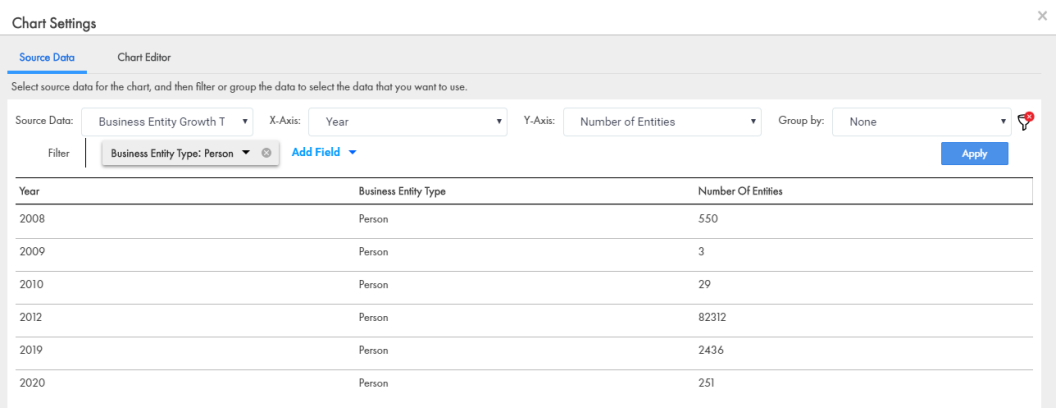 Chart Settings
Source Data Chart Editor
Select source data for the chart, and then filter or group the data to select the data that you want to use.
Source Data: Business Entity Growth T X-Axis: Year Y-Axis: Number of Entities Group by: None
Filter Business Entity Type: Person Add Field Apply
Year Business Entity Type Number Of Entities
2008 Person 550
2009 Person 3
2010 Person 29
2012 Person 82312
2019 Person 2436
2020 Person 251